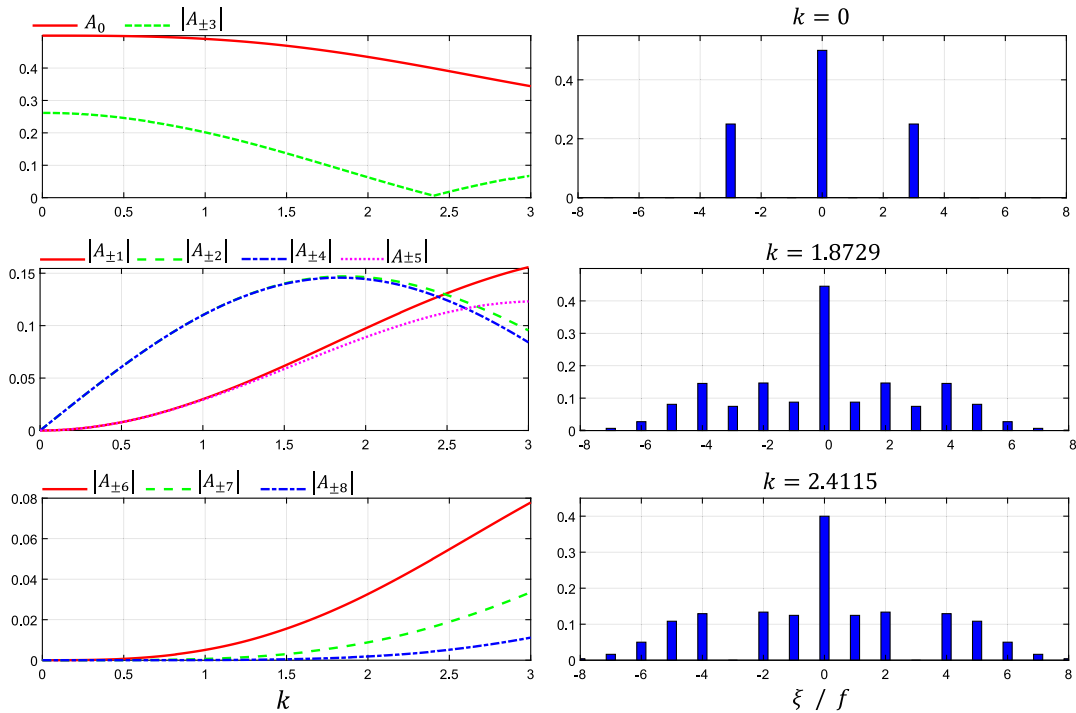 A₀ |A±₃|
0.4
0.3
0.2
0.1
0
0 0.5 1 1.5 2 2.5 3
k = 0
0.4
0.2
0
-8 -6 -4 -2 0 2 4 6 8
|A±₁| |A±₂| |A±₄| |A±₅|
0.15
0.1
0.05
0
0 0.5 1 1.5 2 2.5 3
k = 1.8729
0.4
0.3
0.2
0.1
0
-8 -6 -4 -2 0 2 4 6 8
|A±₆| |A±₇| |A±₈|
0.08
0.06
0.04
0.02
0
0 0.5 1 1.5 2 2.5 3
k
k = 2.4115
0.4
0.3
0.2
0.1
0
-8 -6 -4 -2 0 2 4 6 8
ξ / f